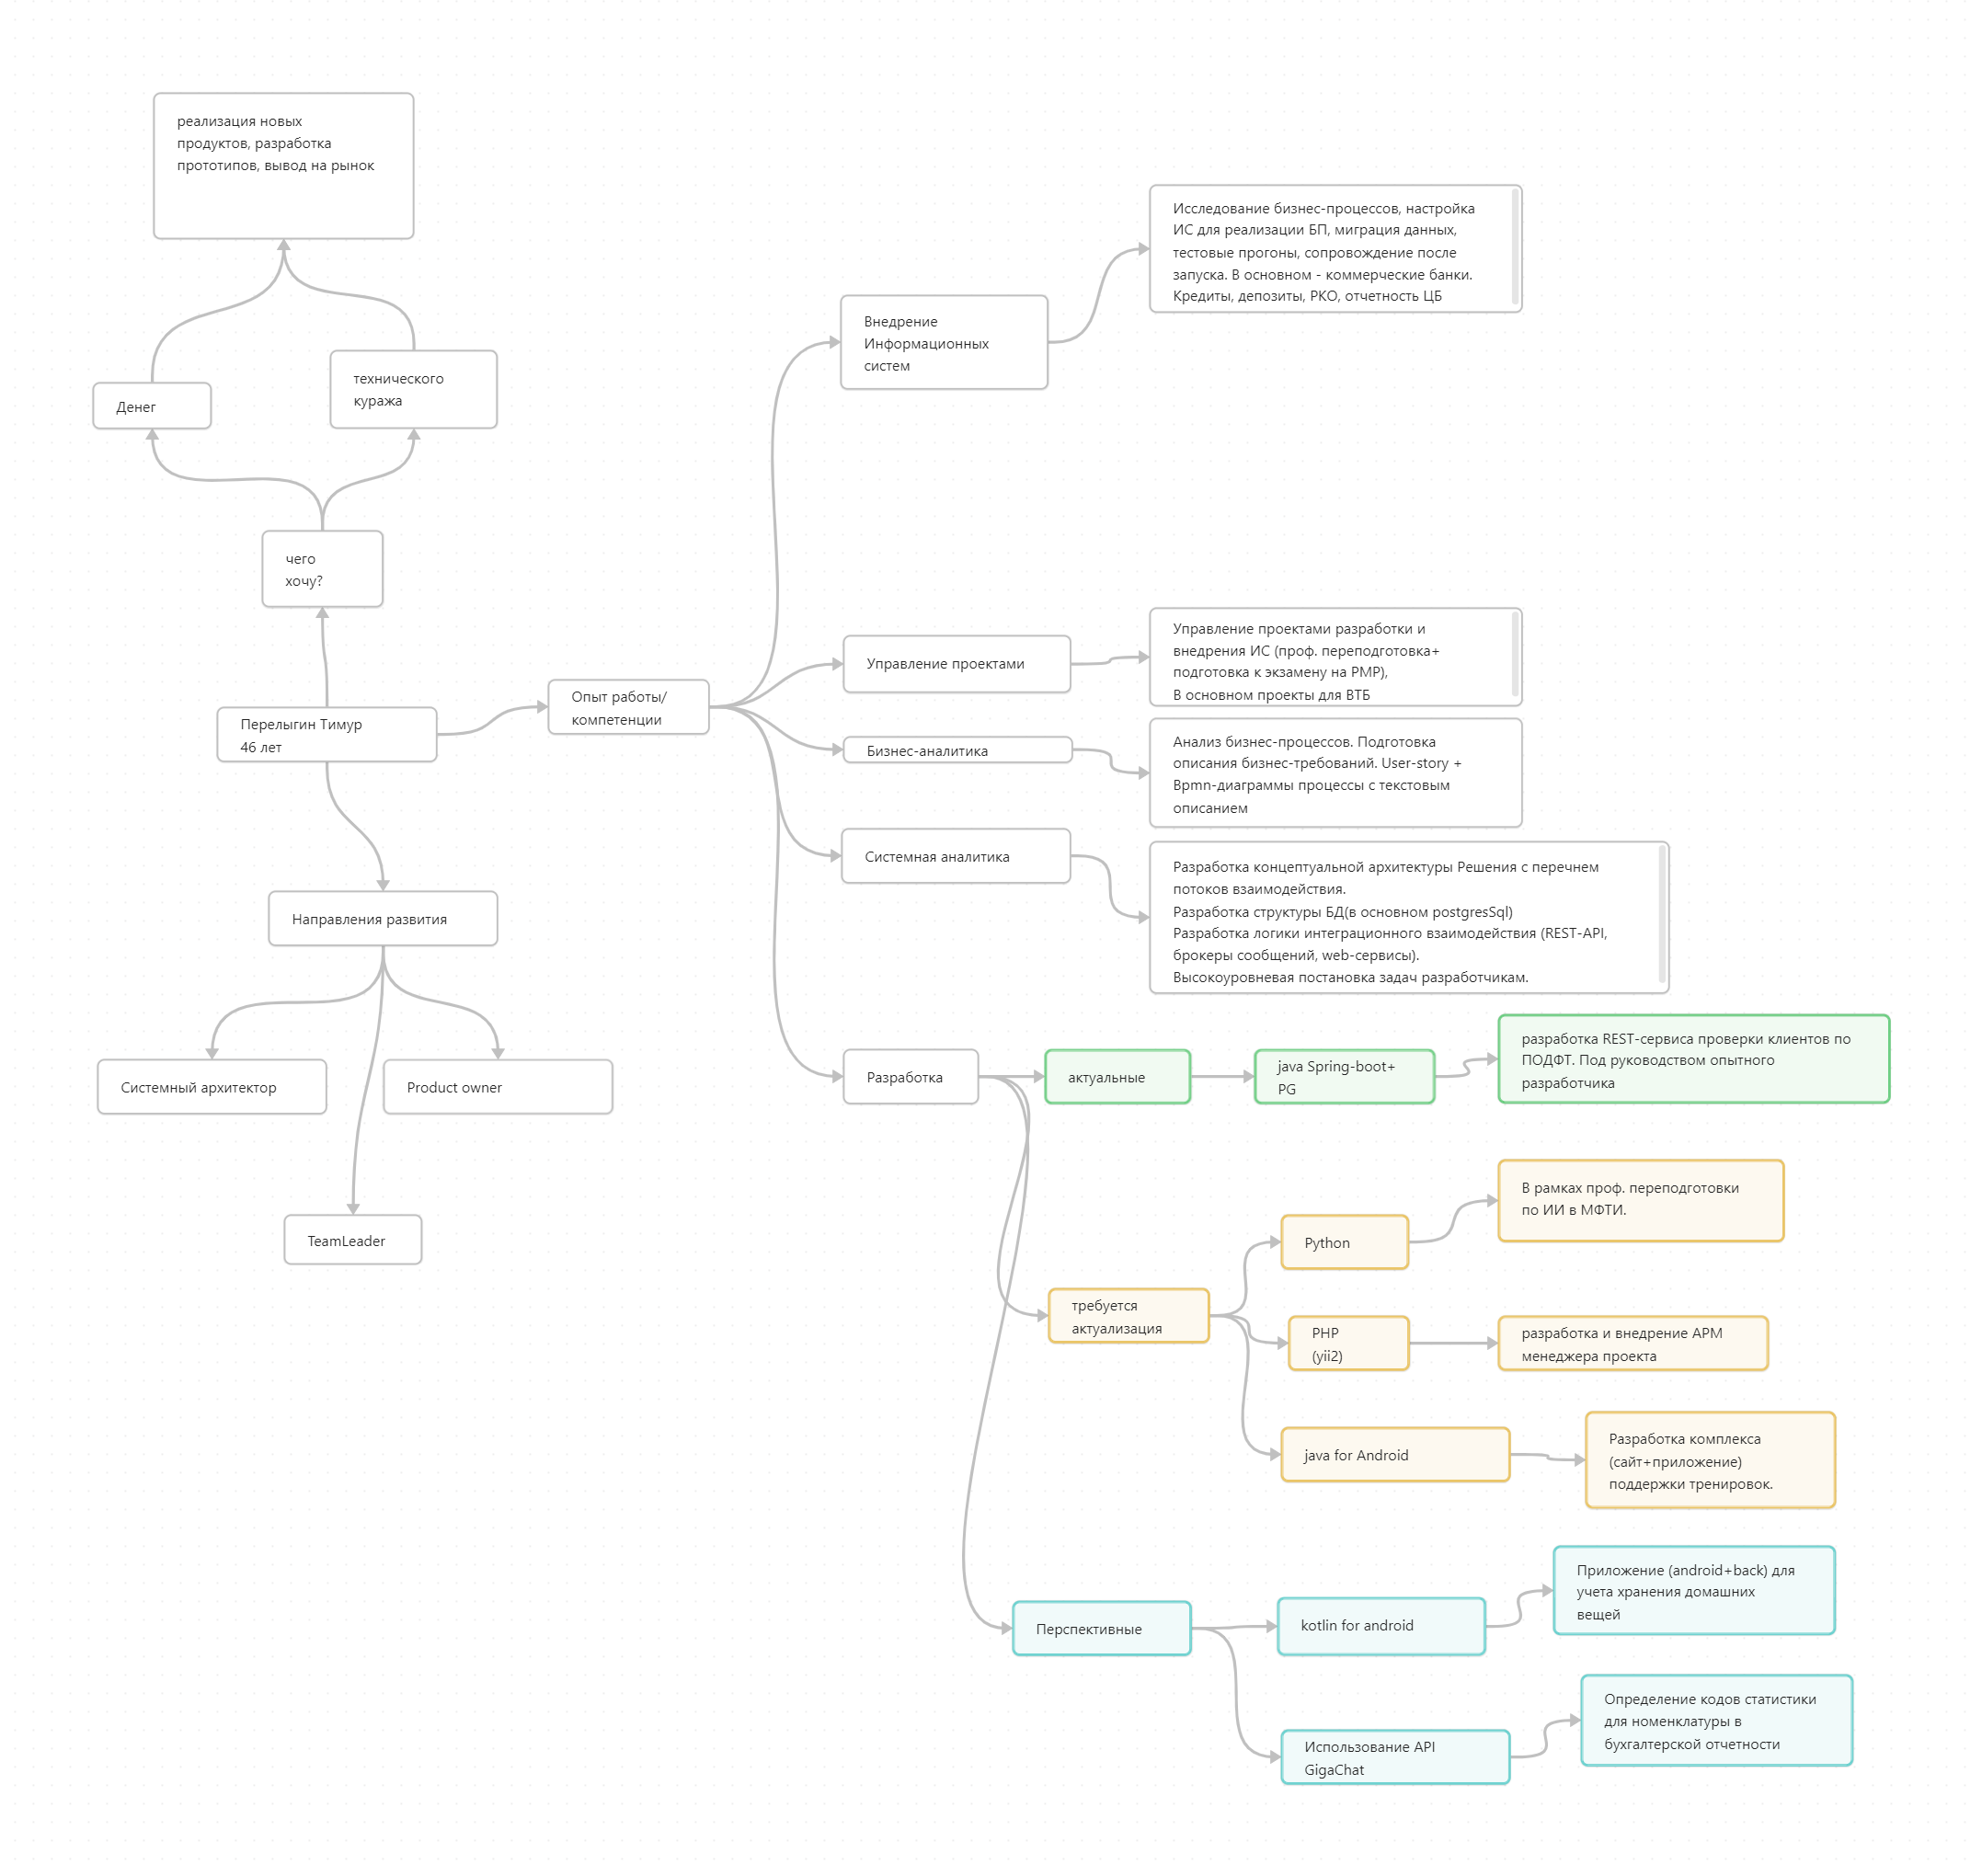 реализация новых
продуктов, разработка
прототипов, вывод на рынок
Денег
технического
куража
чего
хочу?
Перелыгин Тимур
46 лет
Направления развития
Системный архитектор
Product owner
TeamLeader
Опыт работы/
компетенции
Внедрение
Информационных
систем
Исследование бизнес-процессов, настройка
ИС для реализации БП, миграция данных,
тестовые прогоны, сопровождение после
запуска. В основном - коммерческие банки.
Кредиты, депозиты, РКО, отчетность ЦБ
Управление проектами
Управление проектами разработки и
внедрения ИС (проф. переподготовка+
подготовка к экзамену на PMP),
В основном проекты для ВТБ
Бизнес-аналитика
Анализ бизнес-процессов. Подготовка
описания бизнес-требований. User-story +
Bpmn-диаграммы процессы с текстовым
описанием
Системная аналитика
Разработка концептуальной архитектуры Решения с перечнем
потоков взаимодействия.
Разработка структуры БД(в основном postgresSql)
Разработка логики интеграционного взаимодействия (REST-API,
брокеры сообщений, web-сервисы).
Высокоуровневая постановка задач разработчикам.
Разработка
актуальные
java Spring-boot+
PG
разработка REST-сервиса проверки клиентов по
ПОДФТ. Под руководством опытного
разработчика
требуется
актуализация
Python
В рамках проф. переподготовки
по ИИ в МФТИ.
PHP
(yii2)
разработка и внедрение АРМ
менеджера проекта
java for Android
Разработка комплекса
(сайт+приложение)
поддержки тренировок.
Перспективные
kotlin for android
Приложение (android+back) для
учета хранения домашних
вещей
Использование API
GigaChat
Определение кодов статистики
для номенклатуры в
бухгалтерской отчетности